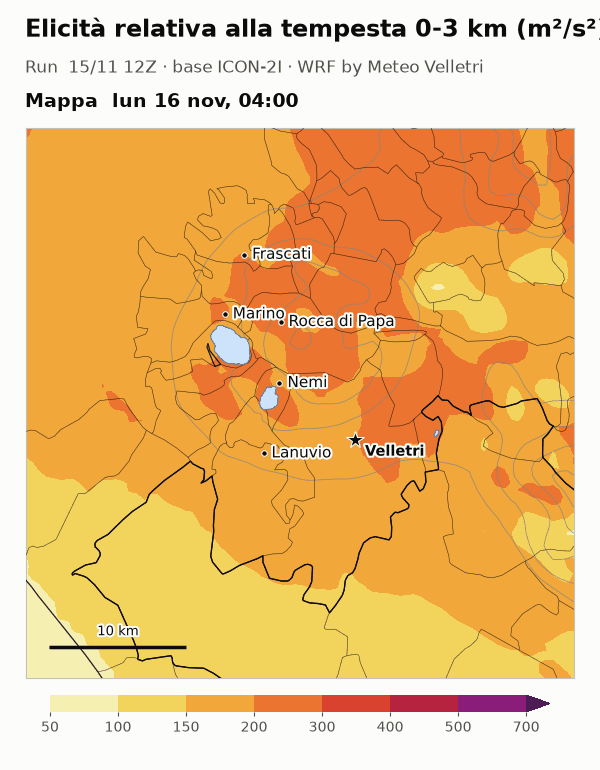 Elicità relativa alla tempesta 0-3 km (m²/s²)
Run  15/11 12Z · base ICON-2I · WRF by Meteo Velletri
Mappa  lun 16 nov, 04:00
Frascati
Marino
Rocca di Papa
Nemi
Velletri
Lanuvio
10 km
50 100 150 200 300 400 500 700